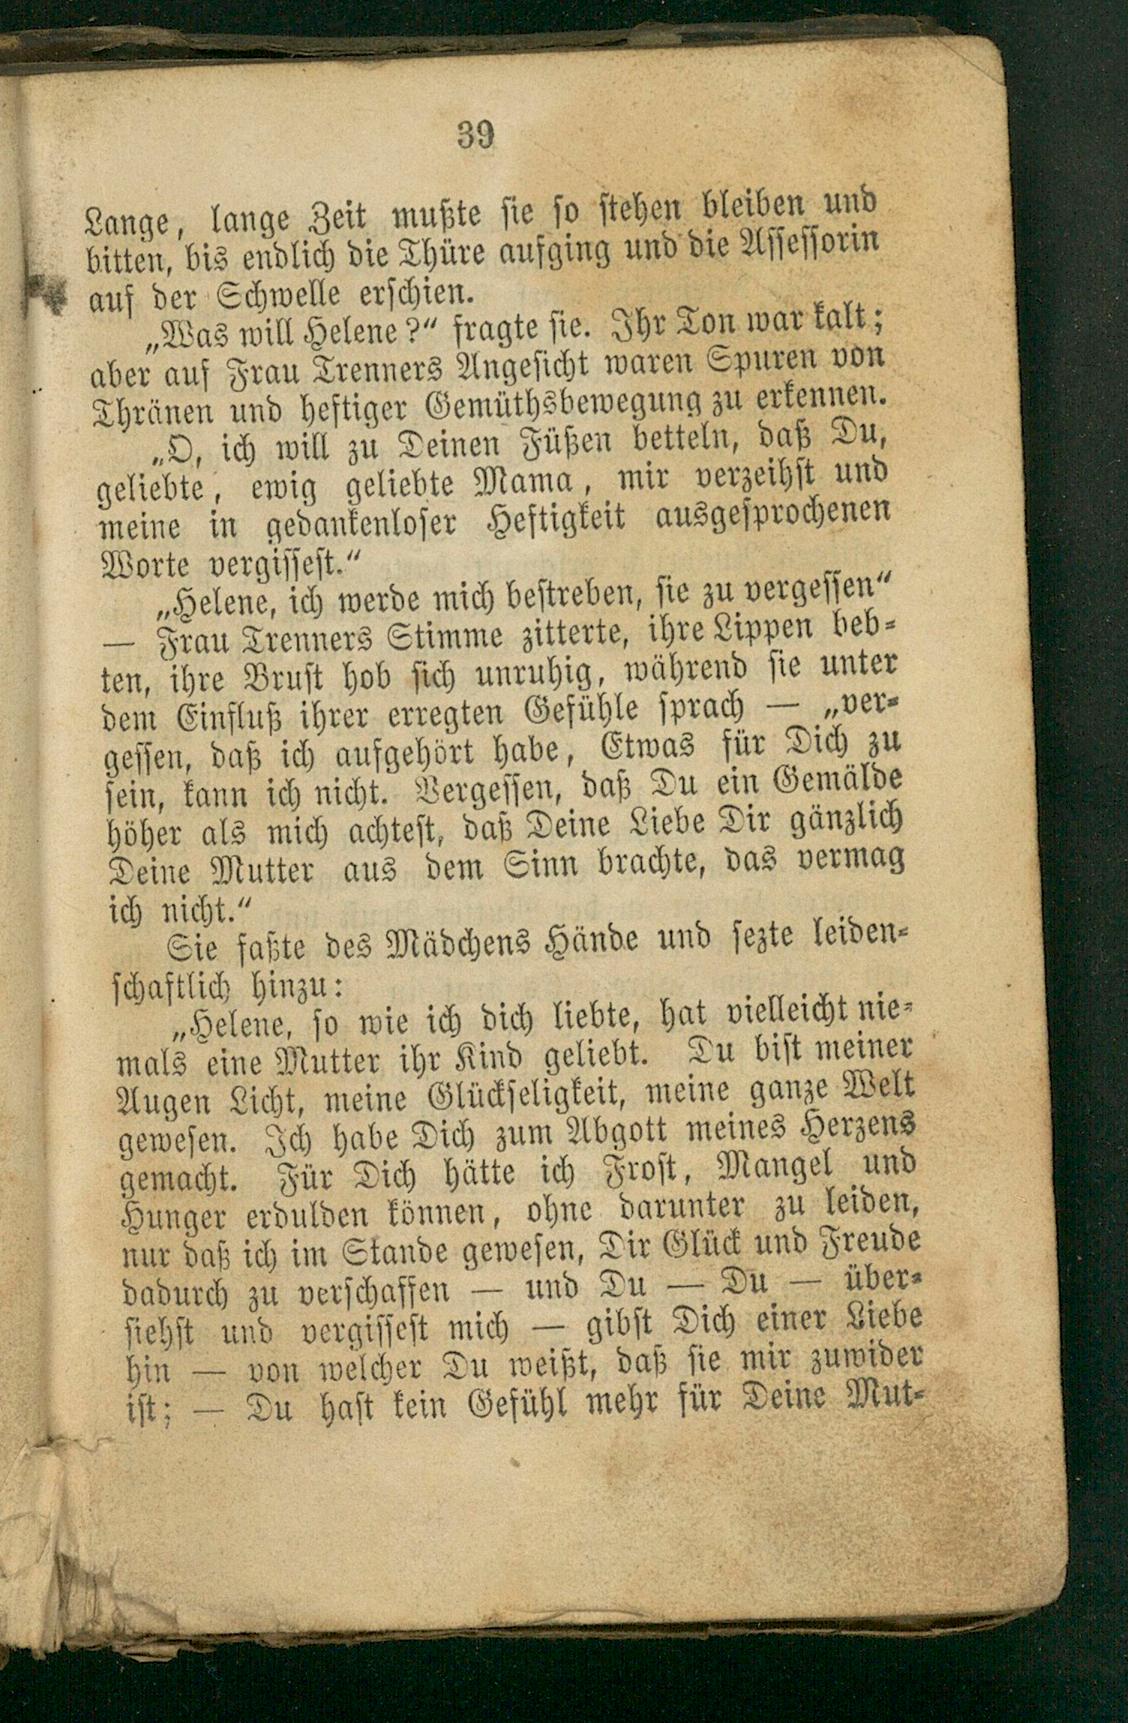 39
Lange, lange Zeit mußte sie so stehen bleiben und
bitten, bis endlich die Thüre aufging und die Assessorin
auf der Schwelle erschien.
„Was will Helene?“ fragte sie. Ihr Ton war kalt;
aber auf Frau Trenners Angesicht waren Spuren von
Thränen und heftiger Gemüthsbewegung zu erkennen.
„O, ich will zu Deinen Füßen betteln, daß Du,
geliebte, ewig geliebte Mama, mir verzeihst und
meine in gedankenloser Heftigkeit ausgesprochenen
Worte vergissest.“
„Helene, ich werde mich bestreben, sie zu vergessen“
— Frau Trenners Stimme zitterte, ihre Lippen beb-
ten, ihre Brust hob sich unruhig, während sie unter
dem Einfluß ihrer erregten Gefühle sprach — „ver-
gessen, daß ich aufgehört habe, Etwas für Dich zu
sein, kann ich nicht. Vergessen, daß Du ein Gemälde
höher als mich achtest, daß Deine Liebe Dir gänzlich
Deine Mutter aus dem Sinn brachte, das vermag
ich nicht.“
Sie faßte des Mädchens Hände und sezte leiden-
schaftlich hinzu:
„Helene, so wie ich dich liebte, hat vielleicht nie-
mals eine Mutter ihr Kind geliebt. Du bist meiner
Augen Licht, meine Glückseligkeit, meine ganze Welt
gewesen. Ich habe Dich zum Abgott meines Herzens
gemacht. Für Dich hätte ich Frost, Mangel und
Hunger erdulden können, ohne darunter zu leiden,
nur daß ich im Stande gewesen, Dir Glück und Freude
dadurch zu verschaffen — und Du — Du — über-
siehst und vergissest mich — gibst Dich einer Liebe
hin — von welcher Du weißt, daß sie mir zuwider
ist; — Du hast kein Gefühl mehr für Deine Mut-